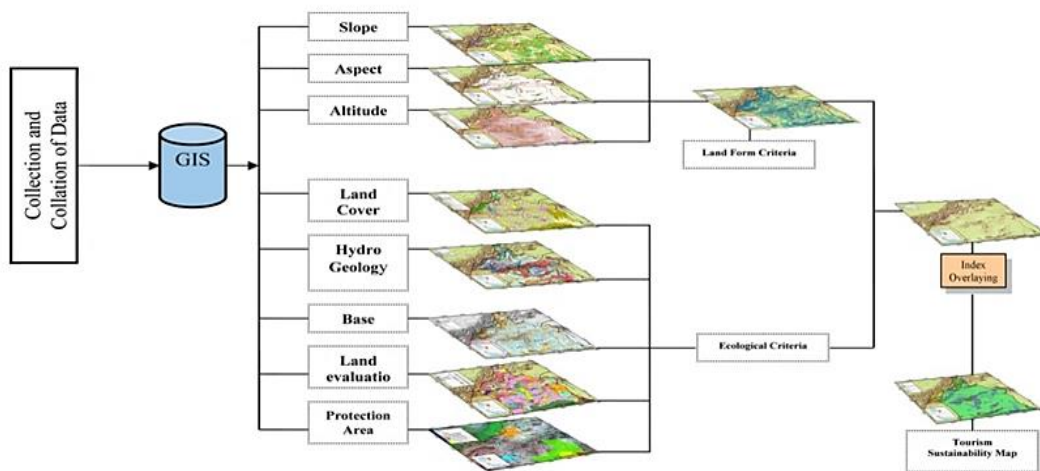 Collection and
Collation of Data
GIS
Slope
Aspect
Altitude
Land
Cover
Hydro
Geology
Base
Land
evaluatio
Protection
Area
Land Form Criteria
Ecological Criteria
Index
Overlaying
Tourism
Sustainability Map